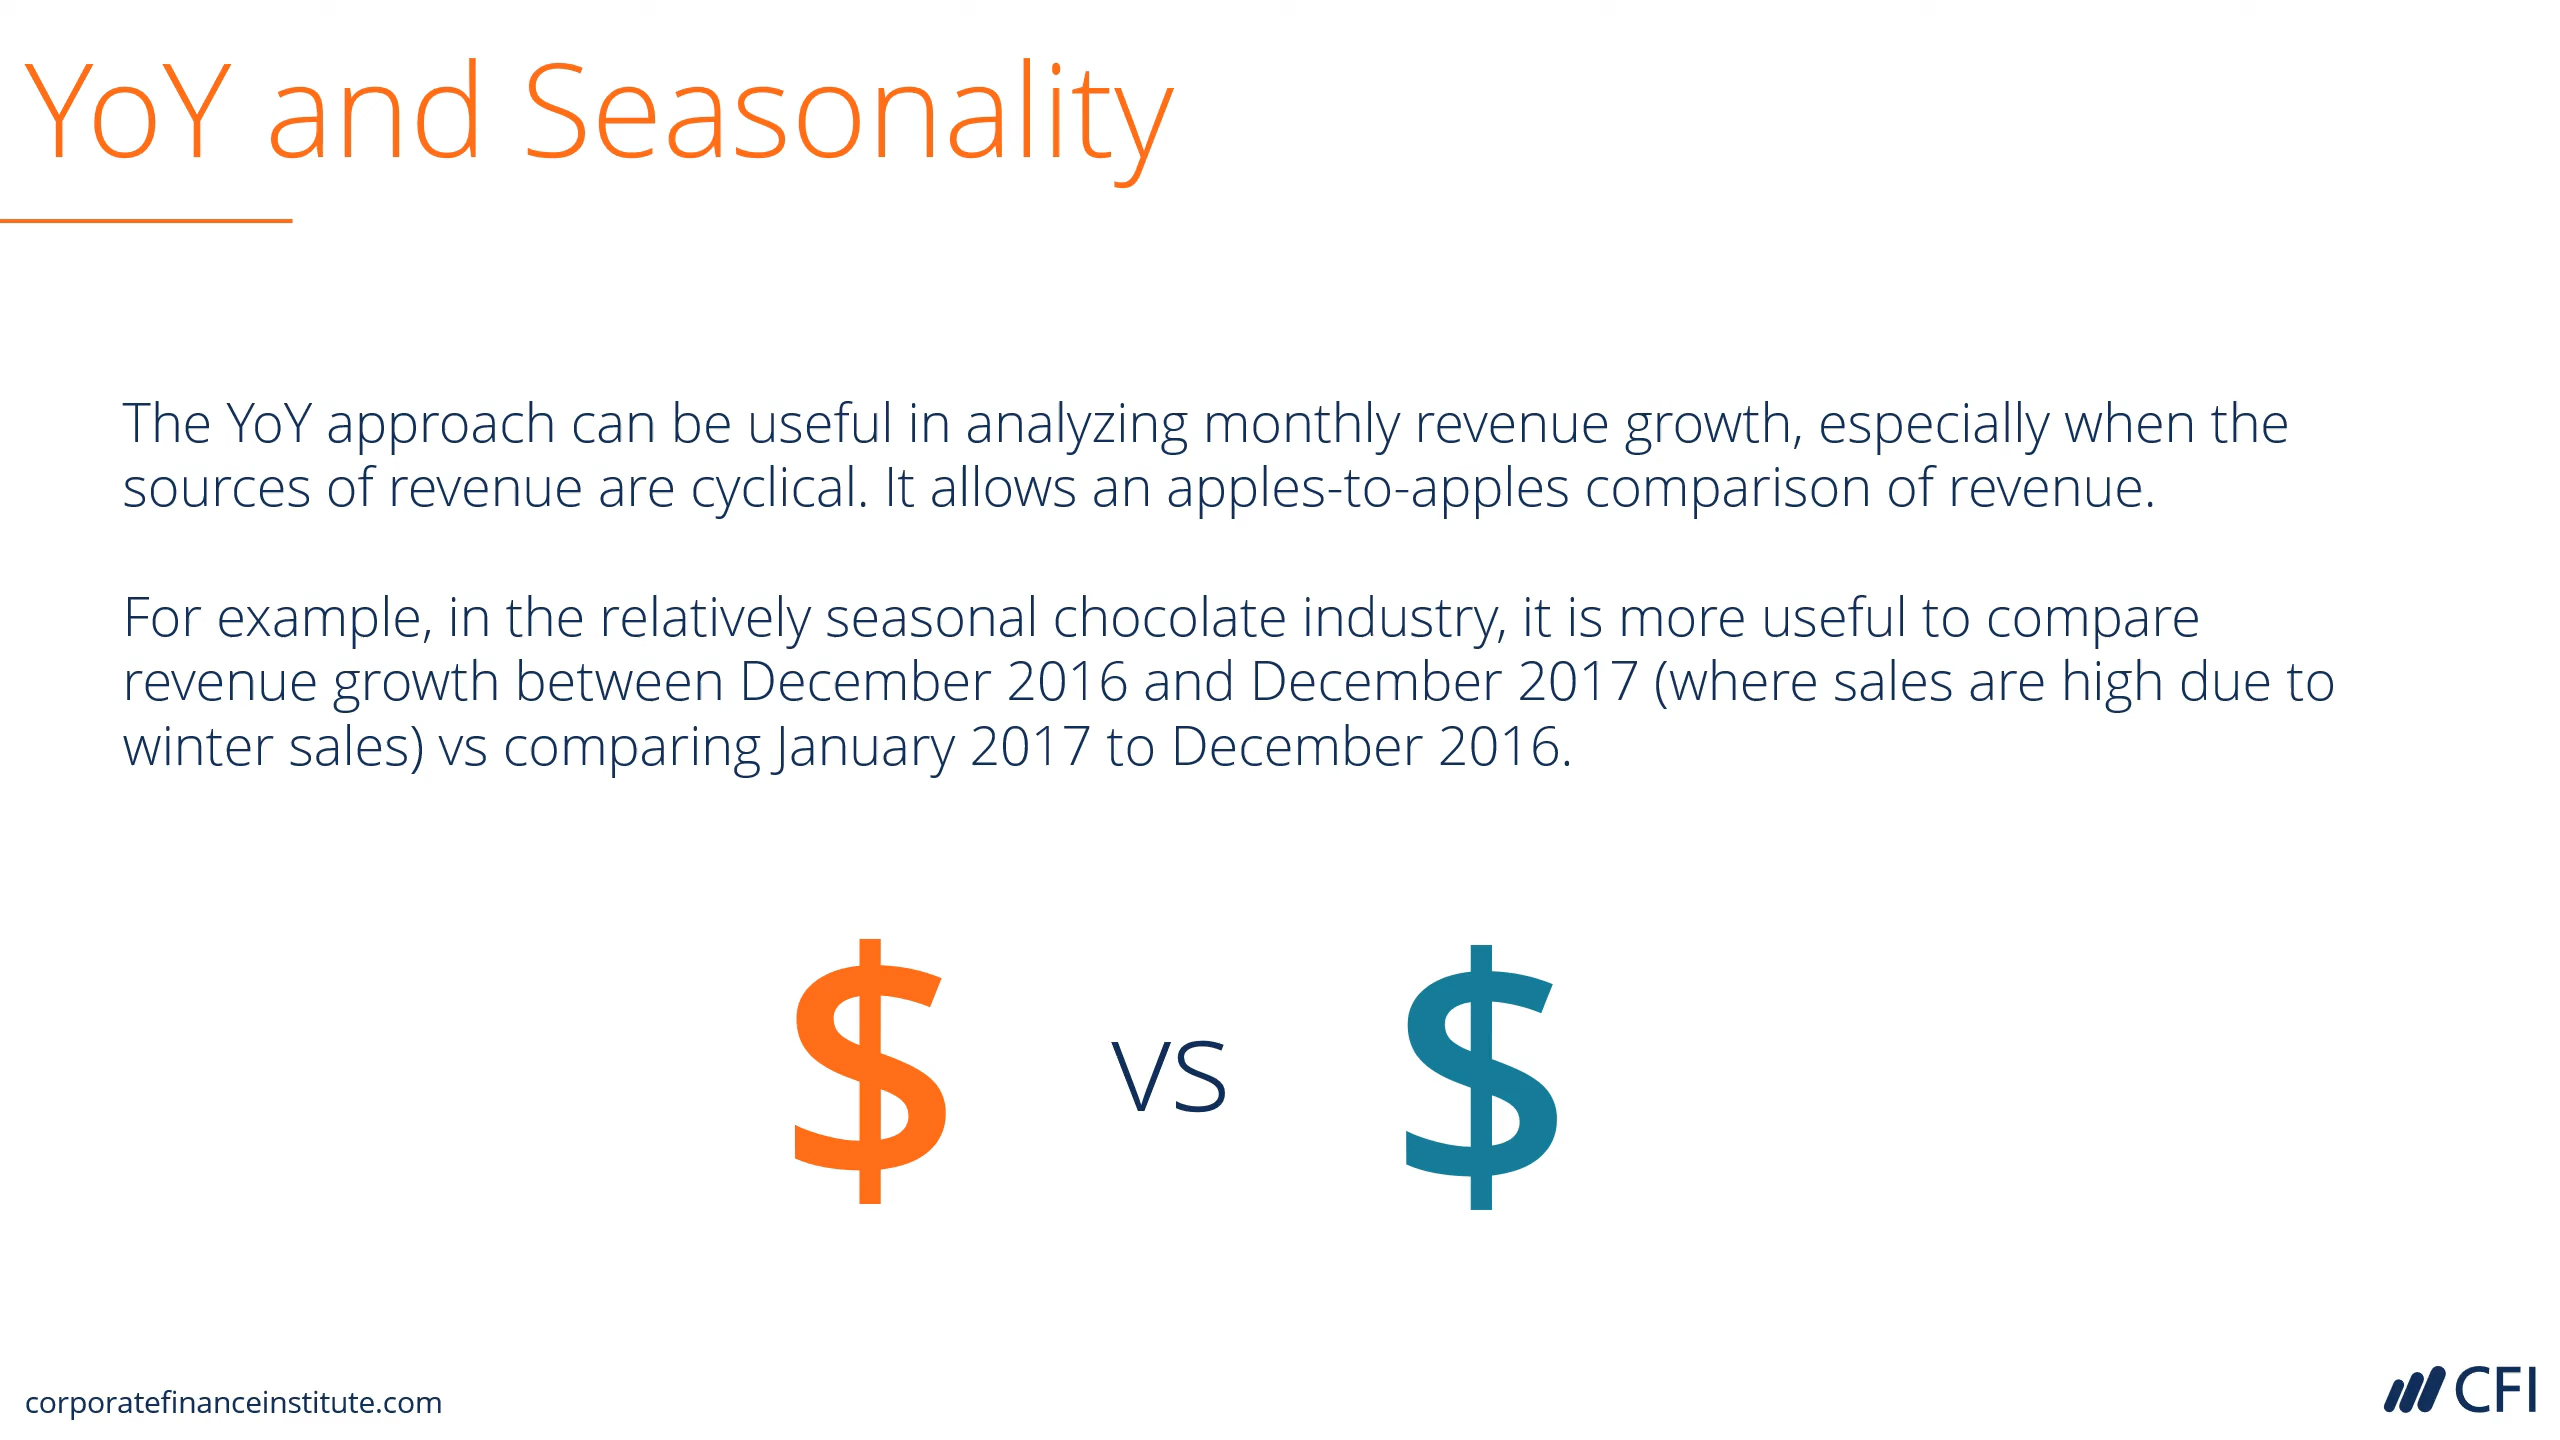 YoY and Seasonality
The YoY approach can be useful in analyzing monthly revenue growth, especially when the
sources of revenue are cyclical. It allows an apples-to-apples comparison of revenue.
For example, in the relatively seasonal chocolate industry, it is more useful to compare
revenue growth between December 2016 and December 2017 (where sales are high due to
winter sales) vs comparing January 2017 to December 2016.
$ vs $
corporatefinanceinstitute.com
CFI